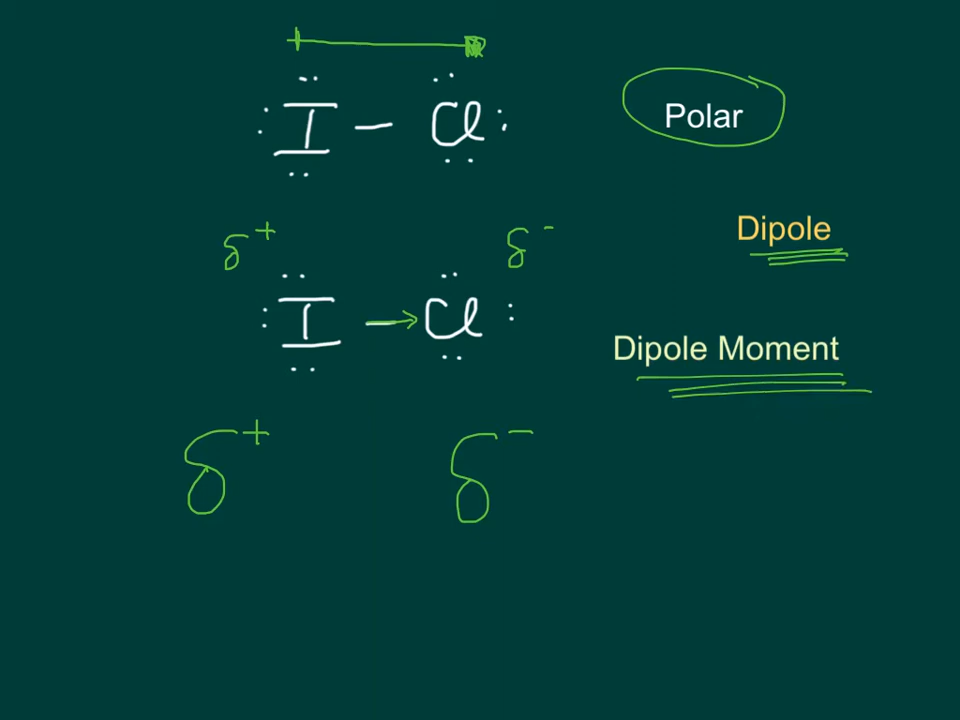 I – Cl
Polar
δ+ δ-
Dipole
I → Cl
Dipole Moment
δ+ δ-